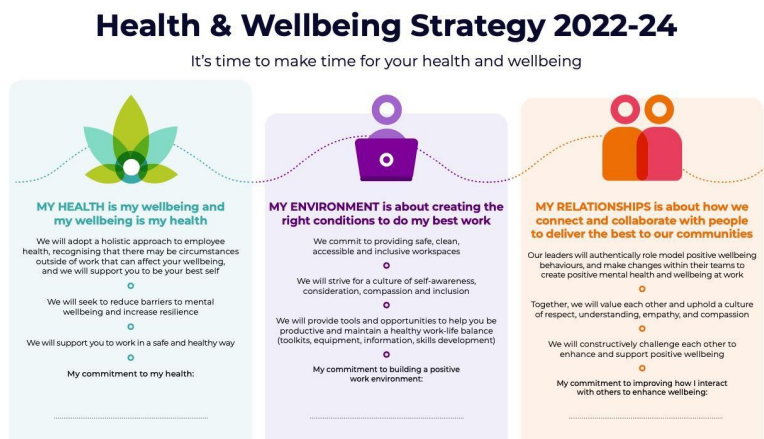 Health & Wellbeing Strategy 2022-24
It's time to make time for your health and wellbeing
MY HEALTH is my wellbeing and
my wellbeing is my health
We will adopt a holistic approach to employee
health, recognising that there may be circumstances
outside of work that can affect your wellbeing,
and we will support you to be your best self
We will seek to reduce barriers to mental
wellbeing and increase resilience
We will support you to work in a safe and healthy way
My commitment to my health:
MY ENVIRONMENT is about creating the
right conditions to do my best work
We commit to providing safe, clean,
accessible and inclusive workspaces
We will strive for a culture of self-awareness,
consideration, compassion and inclusion
We will provide tools and opportunities to help you be
productive and maintain a healthy work-life balance
(toolkits, equipment, information, skills development)
My commitment to building a positive
work environment:
MY RELATIONSHIPS is about how we
connect and collaborate with people
to deliver the best to our communities
Our leaders will authentically role model positive wellbeing
behaviours, and make changes within their teams to
create positive mental health and wellbeing at work
Together, we will value each other and uphold a culture
of respect, understanding, empathy, and compassion
We will constructively challenge each other to
enhance and support positive wellbeing
My commitment to improving how I interact
with others to enhance wellbeing: